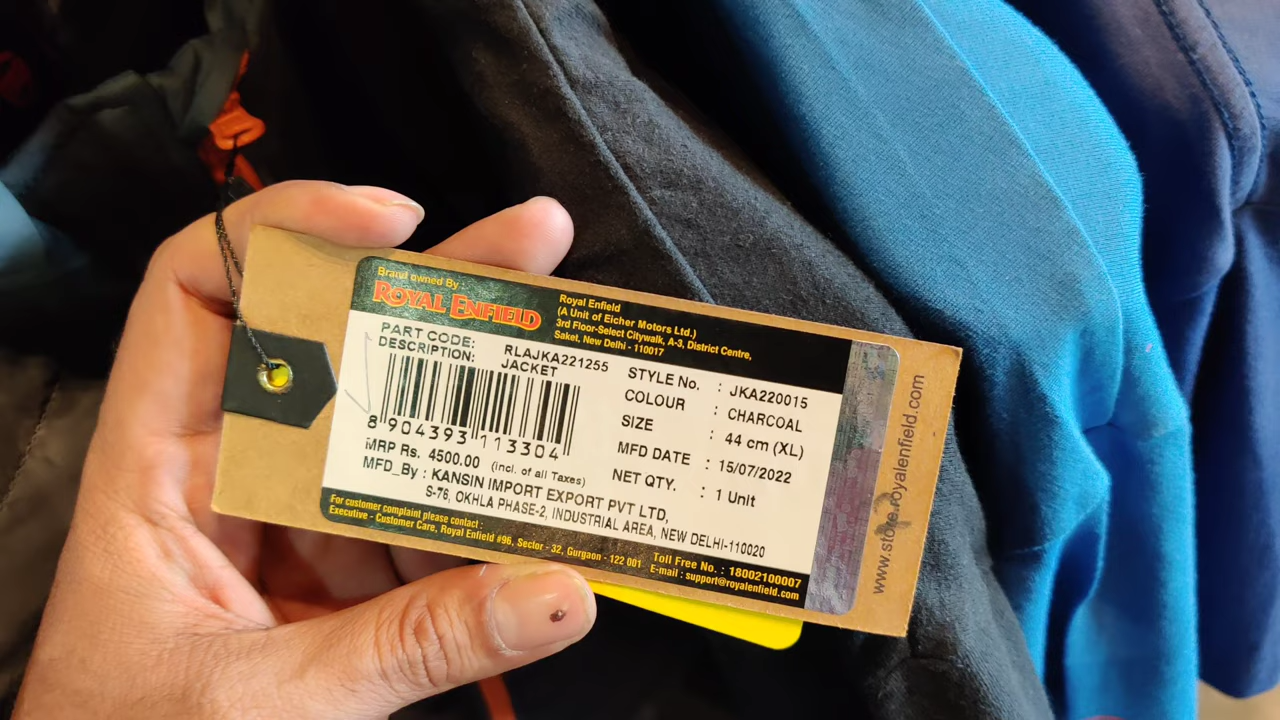 Brand owned By :
ROYAL ENFIELD
Royal Enfield
(A Unit of Eicher Motors Ltd.)
3rd Floor-Select Citywalk, A-3, District Centre,
Saket, New Delhi - 110017
PART CODE: RLAJKA221255
DESCRIPTION: JACKET
8 904393 113304
MRP Rs. 4500.00 (incl. of all Taxes)
STYLE No. : JKA220015
COLOUR : CHARCOAL
SIZE : 44 cm (XL)
MFD DATE : 15/07/2022
NET QTY. : 1 Unit
MFD_By : KANSIN IMPORT EXPORT PVT LTD,
S-76, OKHLA PHASE-2, INDUSTRIAL AREA, NEW DELHI-110020
For customer complaint please contact :
Executive - Customer Care, Royal Enfield #96, Sector - 32, Gurgaon - 122 001
Toll Free No. : 18002100007
E-mail : support@royalenfield.com
www.store.royalenfield.com